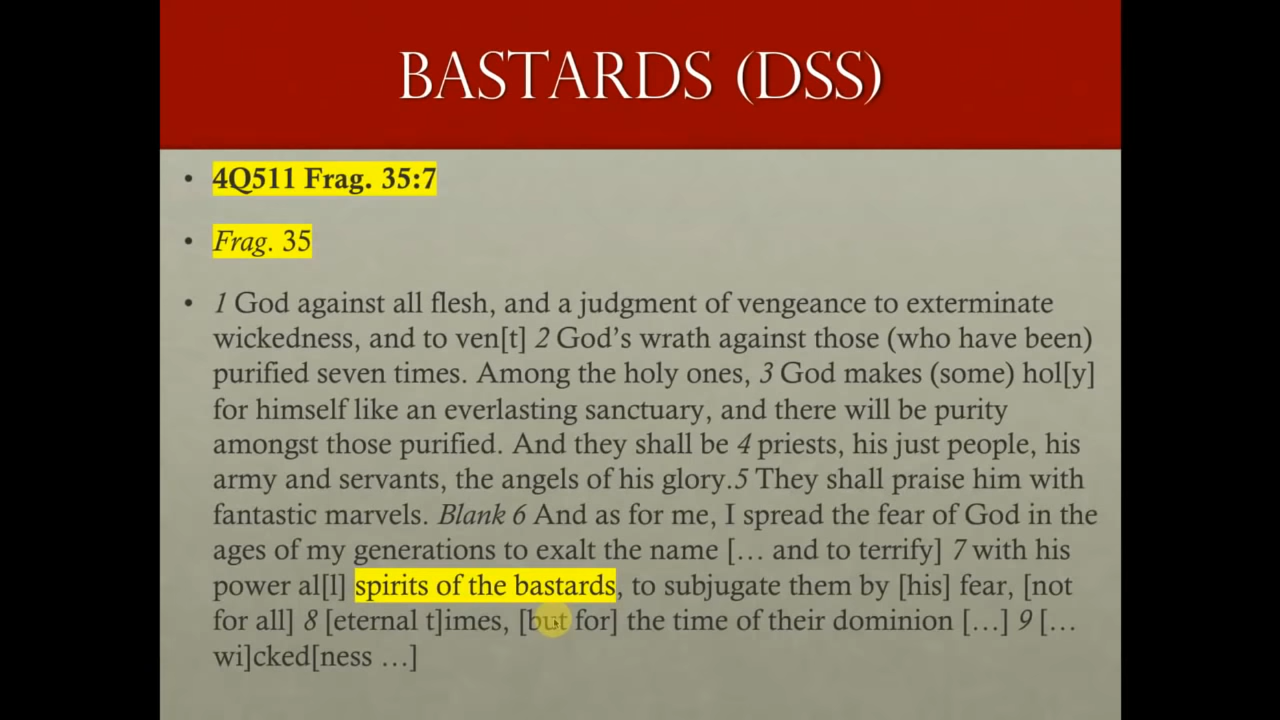 BASTARDS (DSS)
• 4Q511 Frag. 35:7
• Frag. 35
• 1 God against all flesh, and a judgment of vengeance to exterminate
wickedness, and to ven[t] 2 God’s wrath against those (who have been)
purified seven times. Among the holy ones, 3 God makes (some) hol[y]
for himself like an everlasting sanctuary, and there will be purity
amongst those purified. And they shall be 4 priests, his just people, his
army and servants, the angels of his glory.5 They shall praise him with
fantastic marvels. Blank 6 And as for me, I spread the fear of God in the
ages of my generations to exalt the name [… and to terrify] 7 with his
power al[l] spirits of the bastards, to subjugate them by [his] fear, [not
for all] 8 [eternal t]imes, [but for] the time of their dominion […] 9 […
wi]cked[ness …]